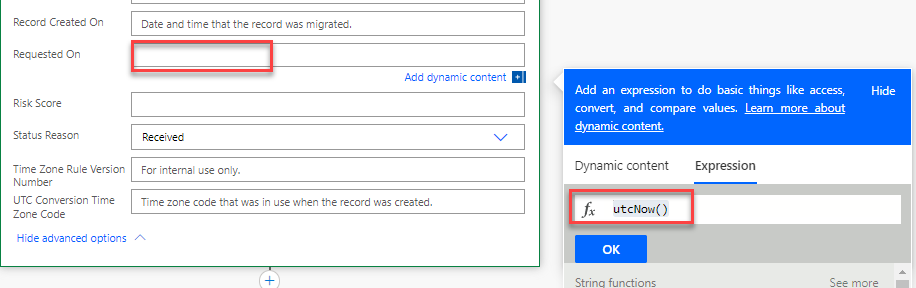 Record Created On
Date and time that the record was migrated.
Requested On
Add dynamic content
Risk Score
Status Reason
Received
Time Zone Rule Version
Number
For internal use only.
UTC Conversion Time
Zone Code
Time zone code that was in use when the record was created.
Hide advanced options
Add an expression to do basic things like access,
convert, and compare values. Learn more about
dynamic content.
Hide
Dynamic content
Expression
fx utcNow()
OK
String functions
See more